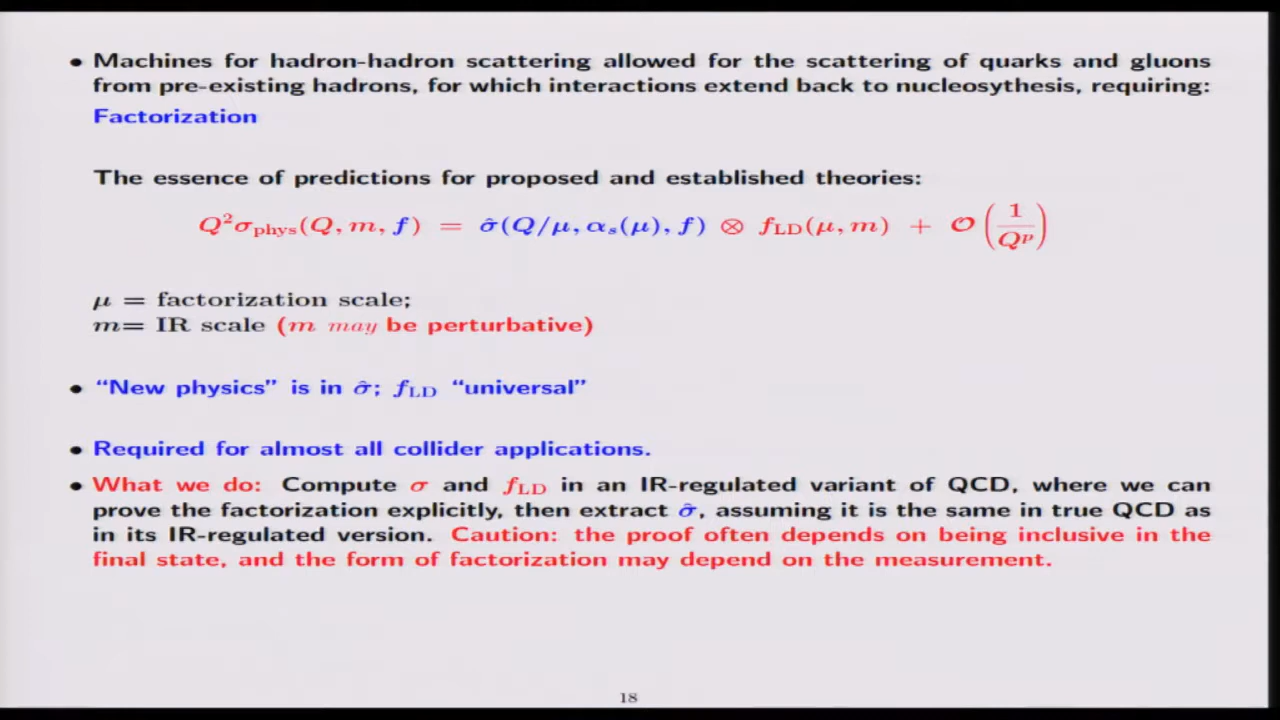 • Machines for hadron-hadron scattering allowed for the scattering of quarks and gluons
from pre-existing hadrons, for which interactions extend back to nucleosythesis, requiring:
Factorization
The essence of predictions for proposed and established theories:
Q²σ_phys(Q, m, f) = σ̂(Q/μ, α_s(μ), f) ⊗ f_LD(μ, m) + O(1/Q^p)
μ = factorization scale;
m= IR scale (m may be perturbative)
• “New physics” is in σ̂; f_LD “universal”
• Required for almost all collider applications.
• What we do: Compute σ and f_LD in an IR-regulated variant of QCD, where we can
prove the factorization explicitly, then extract σ̂, assuming it is the same in true QCD as
in its IR-regulated version. Caution: the proof often depends on being inclusive in the
final state, and the form of factorization may depend on the measurement.
18